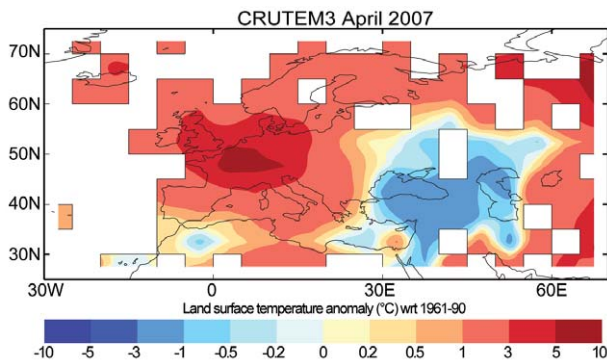 CRUTEM3 April 2007
70N
60N
50N
40N
30N
30W 0 30E 60E
Land surface temperature anomaly (°C) wrt 1961-90
-10 -5 -3 -1 -0.5 -0.2 0 0.2 0.5 1 3 5 10